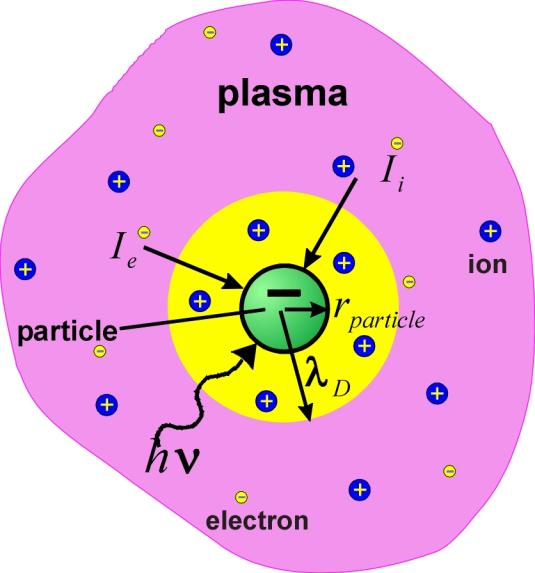 plasma
I_i
I_e
ion
particle
r_particle
λ_D
hν
electron